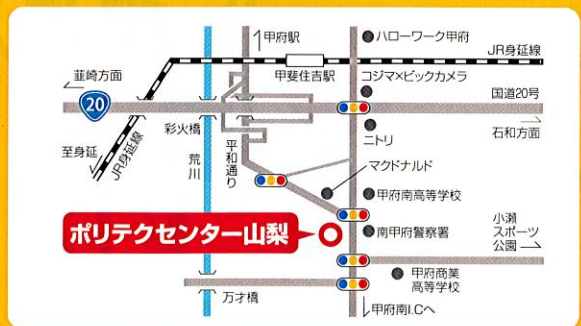 甲府駅
ハローワーク甲府
JR身延線
韮崎方面
甲斐住吉駅
コジマ×ビックカメラ
20
国道20号
彩火橋
ニトリ
石和方面
至身延
JR身延線
荒川
平和通り
マクドナルド
甲府南高等学校
ポリテクセンター山梨
南甲府警察署
小瀬
スポーツ
公園
甲府商業
高等学校
万才橋
甲府南I.Cへ